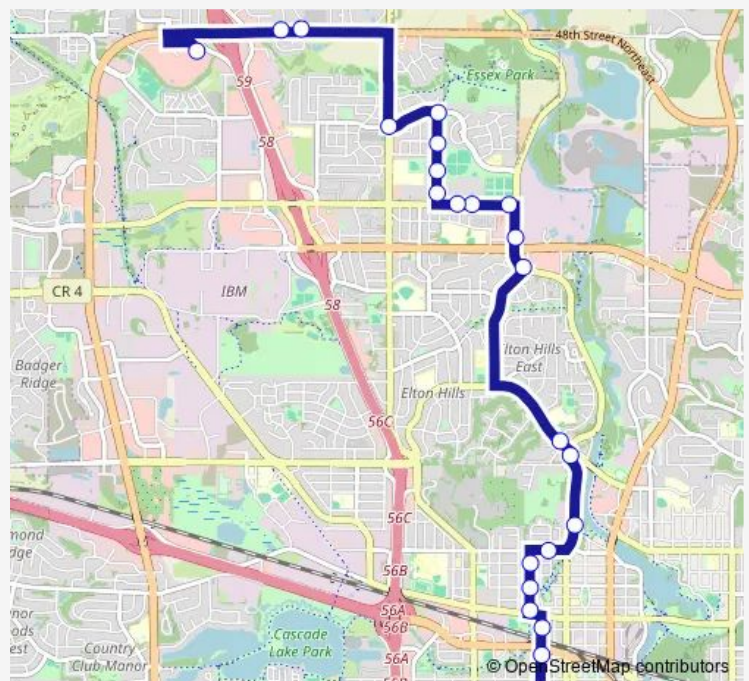 48th Street Northeast
Essex Park
59
58
IBM
CR 4
58
Badger
Ridge
lton Hills
East
Elton Hills
56C
56C
mond
dge
56B
56A
56B
nor
ods
est
Country
Club Manor
Cascade
Lake Park
56A
© OpenStreetMap contributors